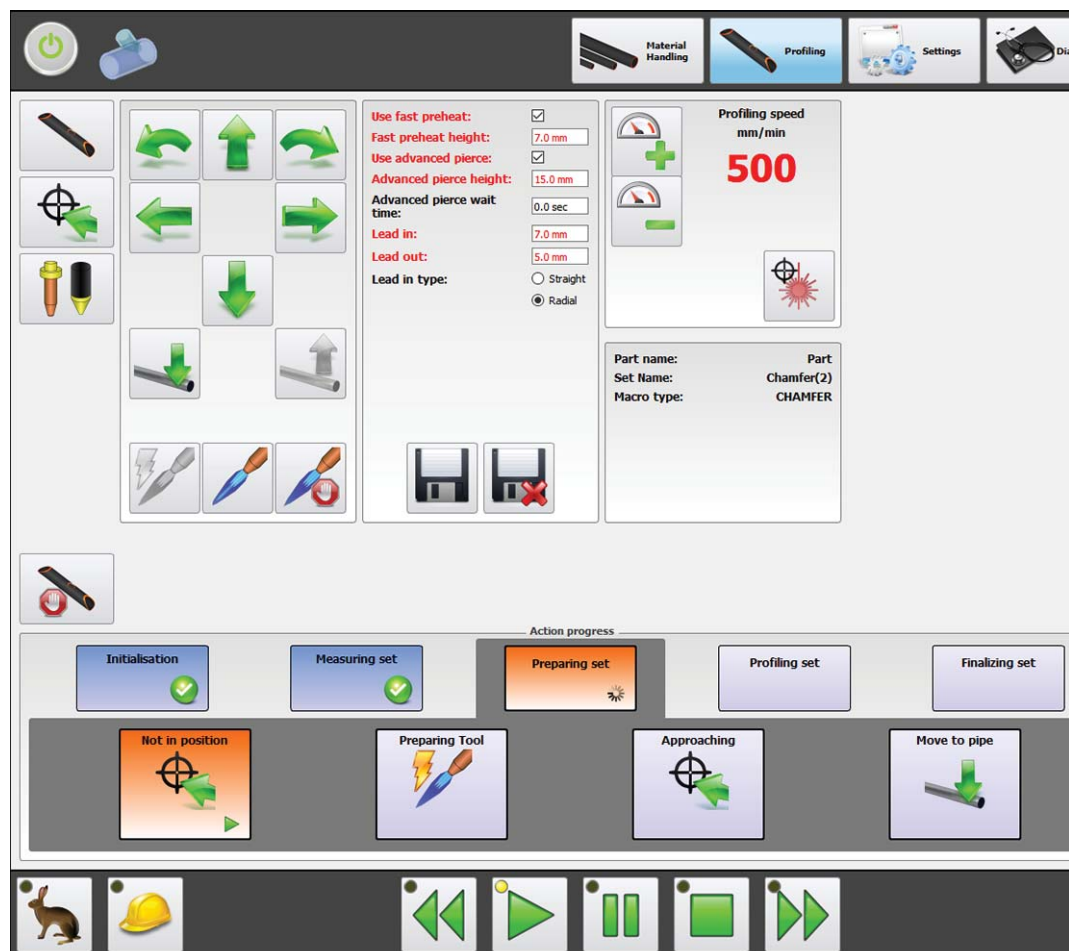 Material
Handling
Profiling
Settings
Dia
Use fast preheat:
Fast preheat height: 7.0 mm
Use advanced pierce:
Advanced pierce height: 15.0 mm
Advanced pierce wait
time: 0.0 sec
Lead in: 7.0 mm
Lead out: 5.0 mm
Lead in type: Straight
Radial
Profiling speed
mm/min
500
Part name: Part
Set Name: Chamfer(2)
Macro type: CHAMFER
Action progress
Initialisation
Measuring set
Preparing set
Profiling set
Finalizing set
Not in position
Preparing Tool
Approaching
Move to pipe